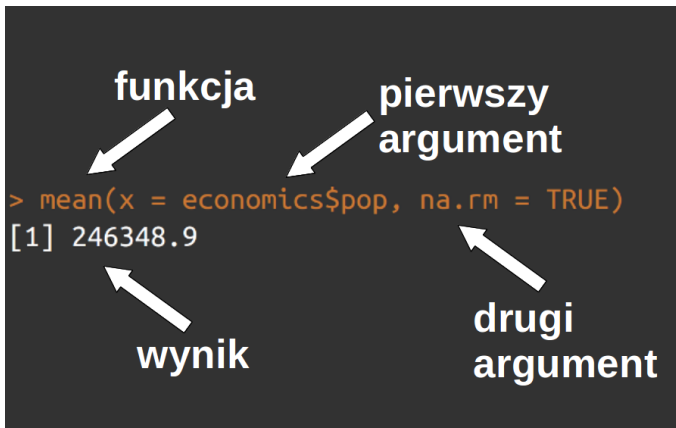 funkcja
pierwszy
argument
> mean(x = economics$pop, na.rm = TRUE)
[1] 246348.9
wynik
drugi
argument